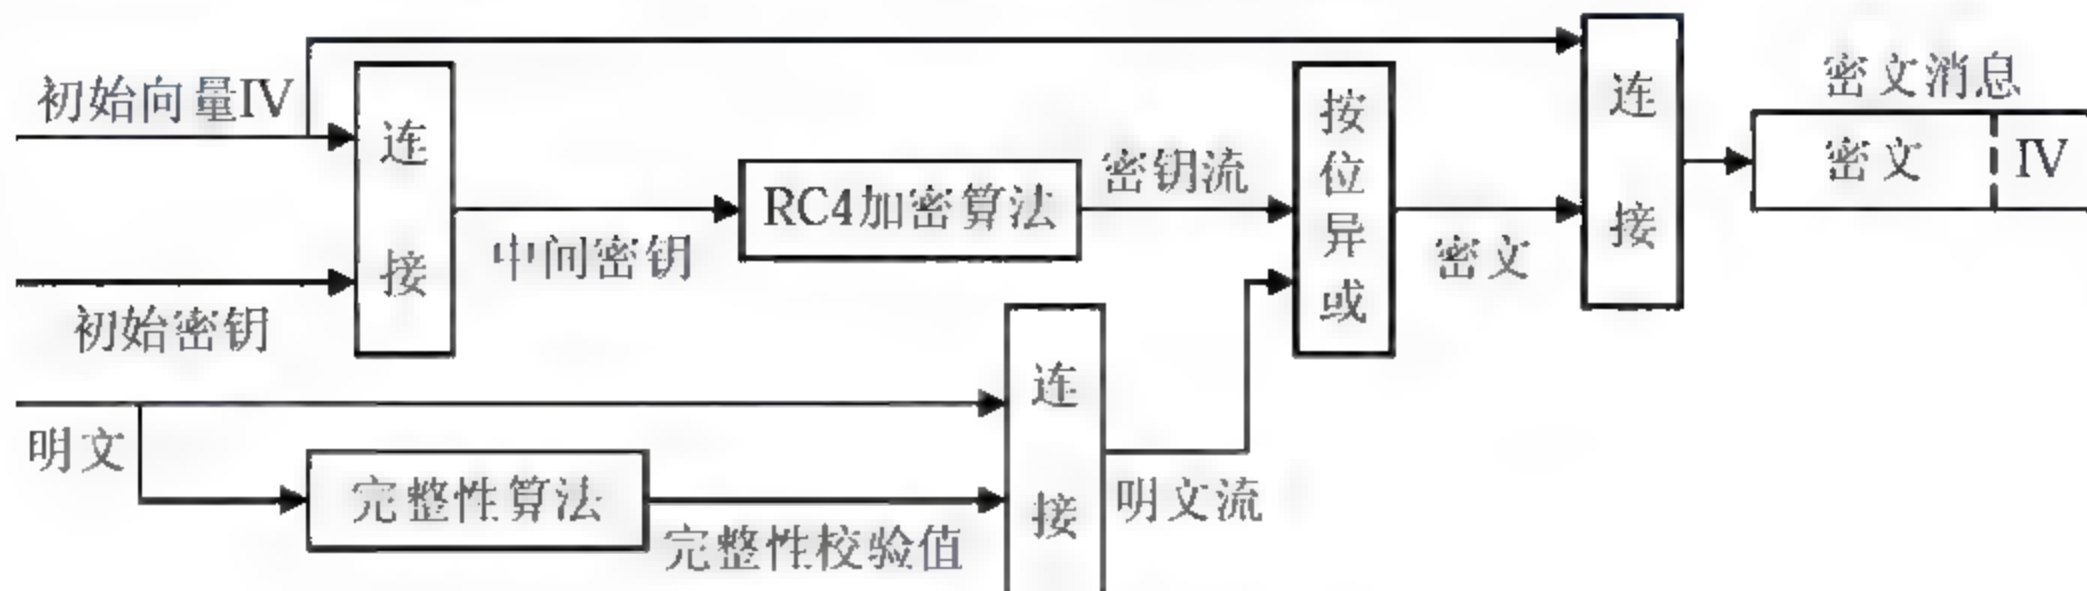 初始向量IV
连接
初始密钥
中间密钥
RC4加密算法
密钥流
按位异或
密文
连接
密文消息
密文
IV
明文
完整性算法
完整性校验值
连接
明文流